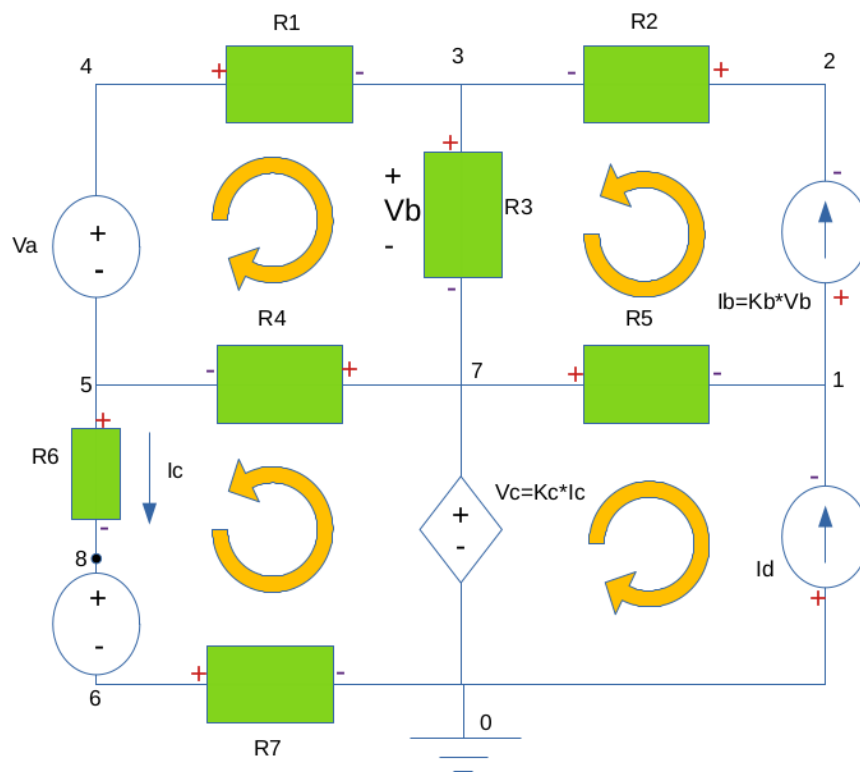 R1
R2
4
3
2
+
-
-
+
+
-
+
Vb
R3
-
Va
+
-
-
Ib=Kb*Vb
+
R4
R5
5
-
+
7
+
-
1
+
R6
Ic
-
Vc=Kc*Ic
-
+
-
8
+
-
Id
+
6
+
-
0
R7